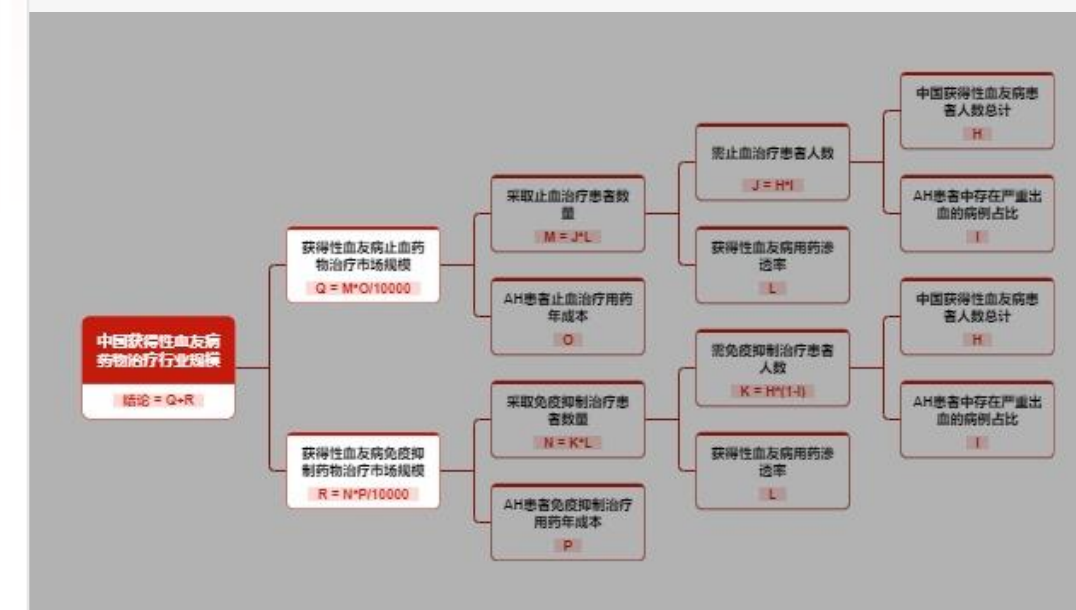 中国获得性血友病
药物治疗行业规模
结论 = Q+R
获得性血友病止血药
物治疗市场规模
Q = M*O/10000
获得性血友病免疫抑
制药物治疗市场规模
R = N*P/10000
采取止血治疗患者数
量
M = J*L
AH患者止血治疗用药
年成本
O
采取免疫抑制治疗患
者数量
N = K*L
AH患者免疫抑制治疗
用药年成本
P
需止血治疗患者人数
J = H*I
获得性血友病用药渗
透率
L
需免疫抑制治疗患者
人数
K = H*(1-I)
获得性血友病用药渗
透率
L
中国获得性血友病患
者人数总计
H
AH患者中存在严重出
血的病例占比
I
中国获得性血友病患
者人数总计
H
AH患者中存在严重出
血的病例占比
I